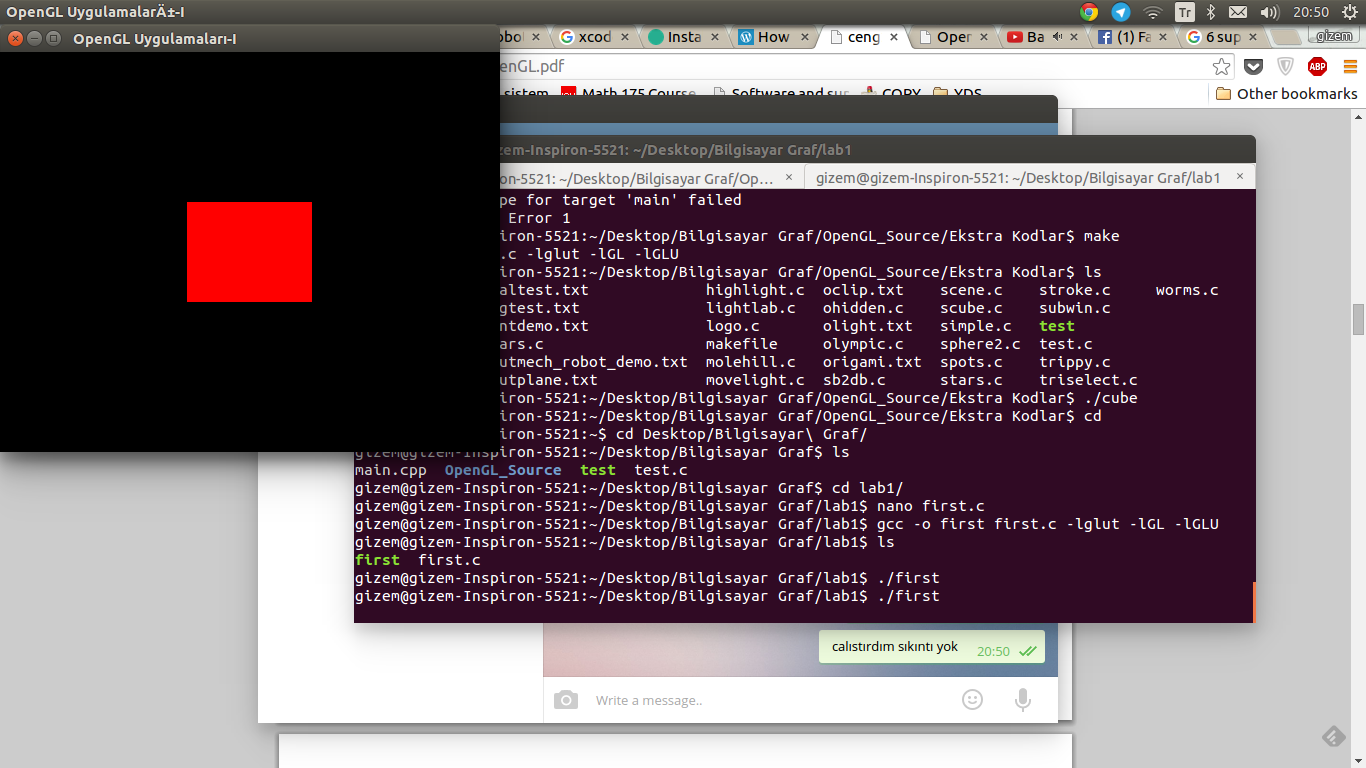 OpenGL UygulamalarÄ±-I
Tr
20:50
OpenGL Uygulamaları-I
xcod
Insta
How
ceng
Oper
Ba
(1) Fa
6 sup
gizem
enGL.pdf
ABP
sistem
Math 175 Course
Software and sur
COPY
YDS
Other bookmarks
zem-Inspiron-5521: ~/Desktop/Bilgisayar Graf/lab1
on-5521: ~/Desktop/Bilgisayar Graf/Op... ×
gizem@gizem-Inspiron-5521: ~/Desktop/Bilgisayar Graf/lab1 ×
pe for target 'main' failed
Error 1
iron-5521:~/Desktop/Bilgisayar Graf/OpenGL_Source/Ekstra Kodlar$ make
.c -lglut -lGL -lGLU
iron-5521:~/Desktop/Bilgisayar Graf/OpenGL_Source/Ekstra Kodlar$ ls
altest.txt highlight.c oclip.txt scene.c stroke.c worms.c
gtest.txt lightlab.c ohidden.c scube.c subwin.c
ntdemo.txt logo.c olight.txt simple.c test
ars.c makefile olympic.c sphere2.c test.c
utmech_robot_demo.txt molehill.c origami.txt spots.c trippy.c
utplane.txt movelight.c sb2db.c stars.c triselect.c
iron-5521:~/Desktop/Bilgisayar Graf/OpenGL_Source/Ekstra Kodlar$ ./cube
iron-5521:~/Desktop/Bilgisayar Graf/OpenGL_Source/Ekstra Kodlar$ cd
iron-5521:~$ cd Desktop/Bilgisayar\ Graf/
gizem@gizem-Inspiron-5521:~/Desktop/Bilgisayar Graf$ ls
main.cpp OpenGL_Source test test.c
gizem@gizem-Inspiron-5521:~/Desktop/Bilgisayar Graf$ cd lab1/
gizem@gizem-Inspiron-5521:~/Desktop/Bilgisayar Graf/lab1$ nano first.c
gizem@gizem-Inspiron-5521:~/Desktop/Bilgisayar Graf/lab1$ gcc -o first first.c -lglut -lGL -lGLU
gizem@gizem-Inspiron-5521:~/Desktop/Bilgisayar Graf/lab1$ ls
first first.c
gizem@gizem-Inspiron-5521:~/Desktop/Bilgisayar Graf/lab1$ ./first
gizem@gizem-Inspiron-5521:~/Desktop/Bilgisayar Graf/lab1$ ./first
calıstırdım sıkıntı yok
20:50
Write a message..